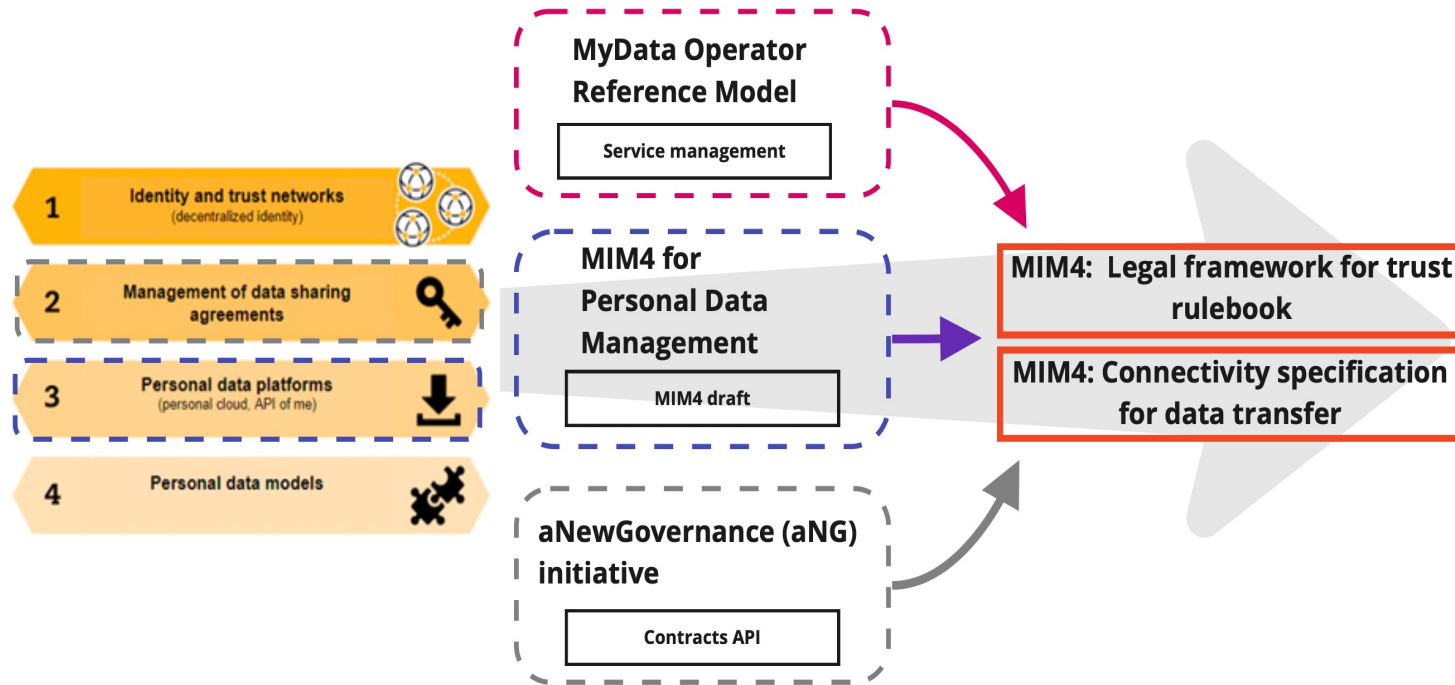 1
Identity and trust networks
(decentralized identity)
2
Management of data sharing
agreements
3
Personal data platforms
(personal cloud, API of me)
4
Personal data models
MyData Operator
Reference Model
Service management
MIM4 for
Personal Data
Management
MIM4 draft
aNewGovernance (aNG)
initiative
Contracts API
MIM4: Legal framework for trust
rulebook
MIM4: Connectivity specification
for data transfer